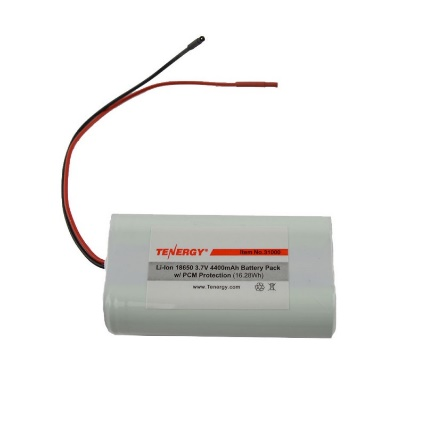 TENERGY®
Item No.31006
Li-Ion 18650 3.7V 4400mAh Battery Pack
w/ PCM Protection (16.28Wh)
www.Tenergy.com